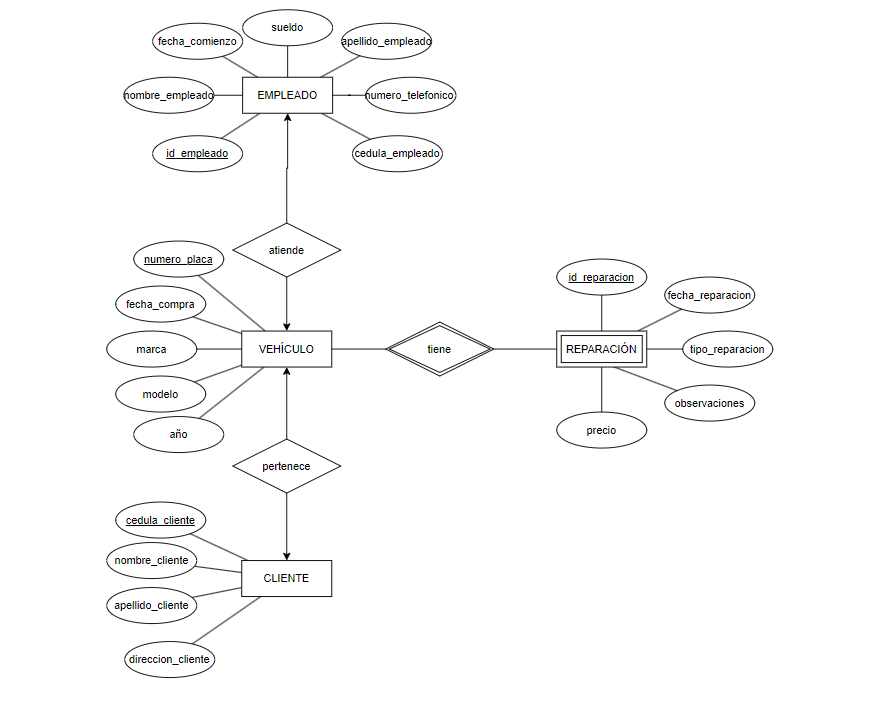 sueldo
fecha_comienzo
apellido_empleado
nombre_empleado
EMPLEADO
numero_telefonico
id_empleado
cedula_empleado
atiende
numero_placa
id_reparacion
fecha_compra
fecha_reparacion
marca
VEHÍCULO
tiene
REPARACIÓN
tipo_reparacion
modelo
observaciones
año
precio
pertenece
cedula_cliente
nombre_cliente
CLIENTE
apellido_cliente
direccion_cliente